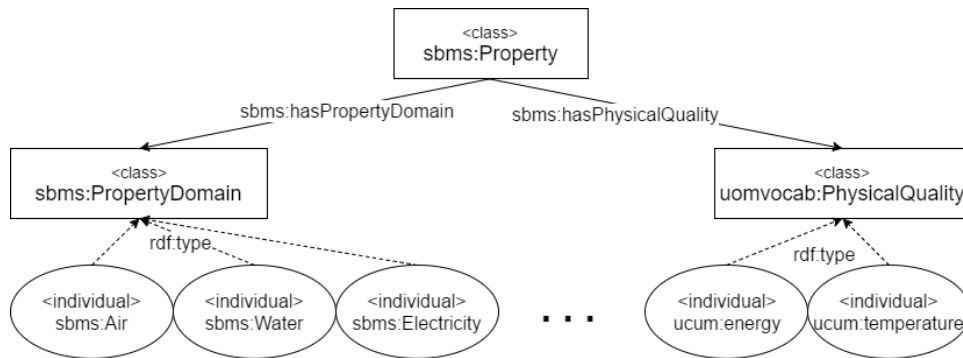 <class>
sbms:Property
sbms:hasPropertyDomain
sbms:hasPhysicalQuality
<class>
sbms:PropertyDomain
<class>
uomvocab:PhysicalQuality
rdf:type
rdf:type
<individual>
sbms:Air
<individual>
sbms:Water
<individual>
sbms:Electricity
...
<individual>
ucum:energy
<individual>
ucum:temperature